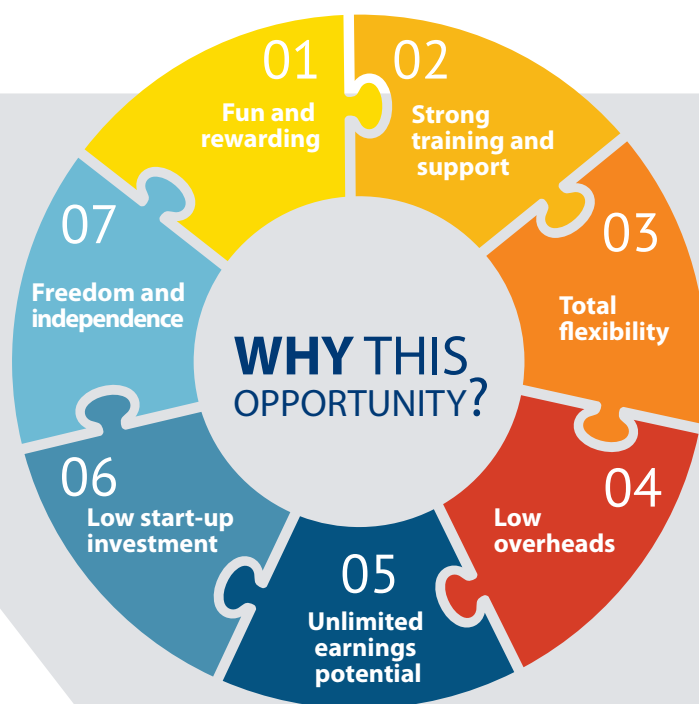 WHY THIS
OPPORTUNITY?
01
Fun and
rewarding
02
Strong
training and
support
03
Total
flexibility
04
Low
overheads
05
Unlimited
earnings
potential
06
Low start-up
investment
07
Freedom and
independence